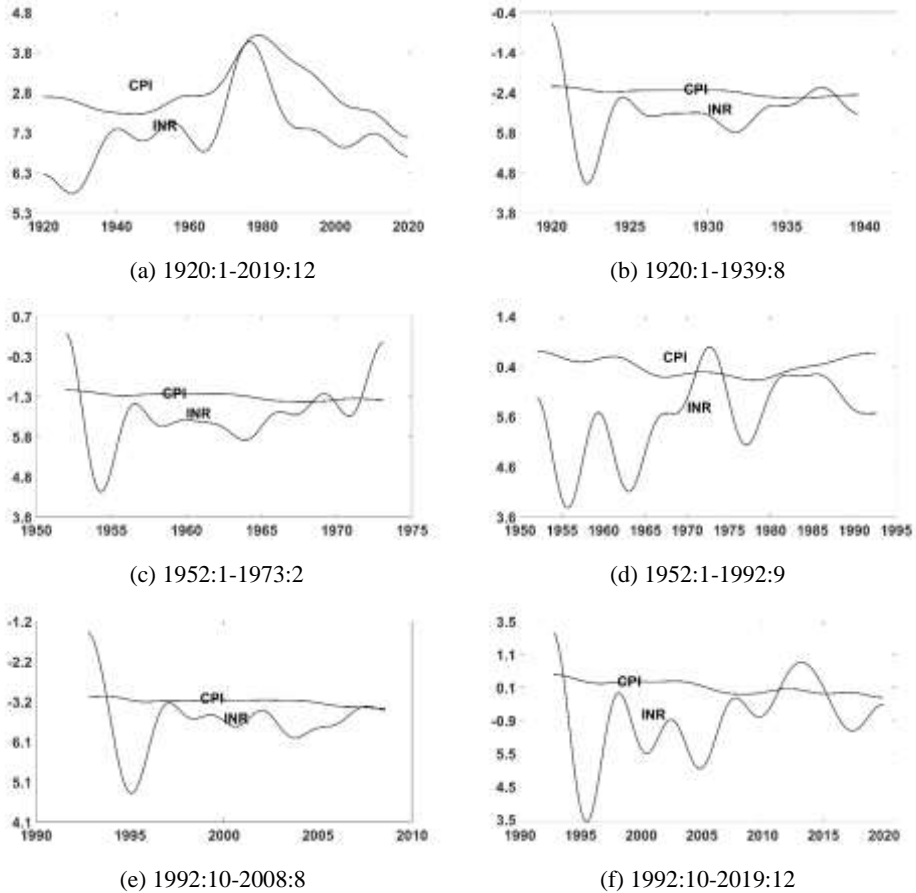 4.8
3.8
2.8
7.3
6.3
5.3
CPI
INR
1920 1940 1960 1980 2000 2020
(a) 1920:1-2019:12
-0.4
-1.4
-2.4
5.8
4.8
3.8
CPI
INR
1920 1925 1930 1935 1940
(b) 1920:1-1939:8
0.7
-0.3
-1.3
5.8
4.8
3.8
CPI
INR
1950 1955 1960 1965 1970 1975
(c) 1952:1-1973:2
1.4
0.4
5.6
4.6
3.6
CPI
INR
1950 1955 1960 1965 1970 1975 1980 1985 1990 1995
(d) 1952:1-1992:9
-1.2
-2.2
-3.2
6.1
5.1
4.1
CPI
INR
1990 1995 2000 2005 2010
(e) 1992:10-2008:8
3.5
1.1
0.1
-0.9
5.5
4.5
3.5
CPI
INR
1990 1995 2000 2005 2010 2015 2020
(f) 1992:10-2019:12